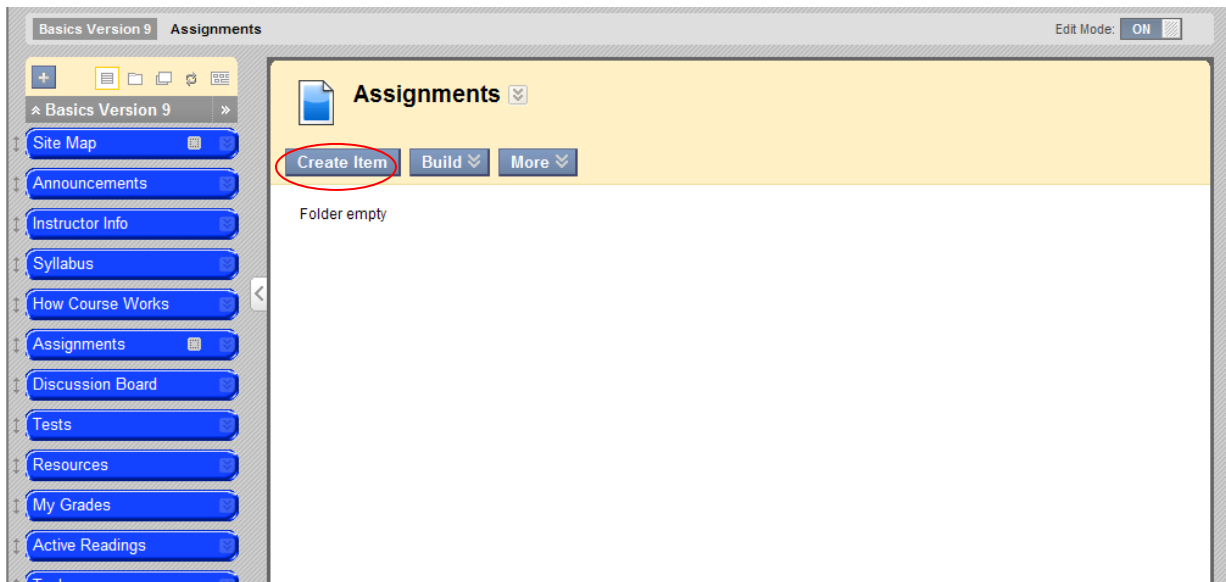 Basics Version 9 Assignments
Edit Mode: ON
Basics Version 9
Site Map
Announcements
Instructor Info
Syllabus
How Course Works
Assignments
Discussion Board
Tests
Resources
My Grades
Active Readings
Assignments
Create Item Build More
Folder empty